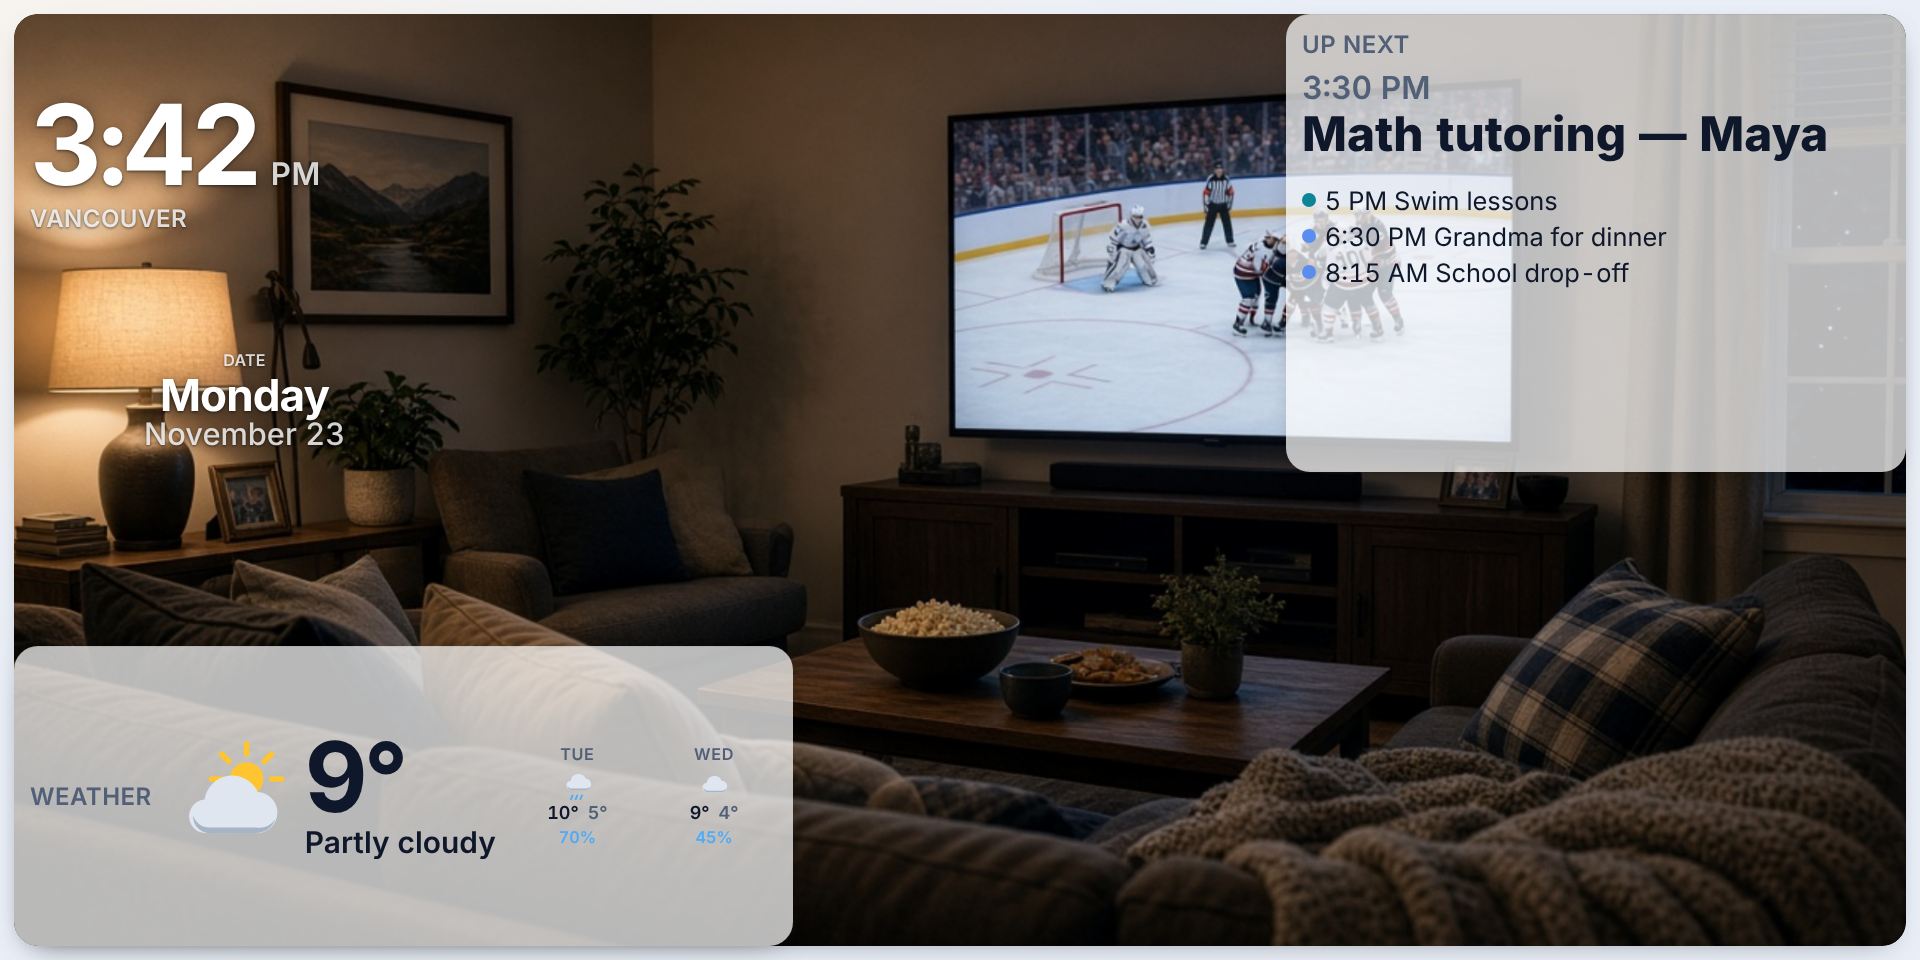 3:42 PM
VANCOUVER
DATE
Monday
November 23
UP NEXT
3:30 PM
Math tutoring — Maya
5 PM Swim lessons
6:30 PM Grandma for dinner
8:15 AM School drop-off
WEATHER
9°
Partly cloudy
TUE
10° 5°
70%
WED
9° 4°
45%